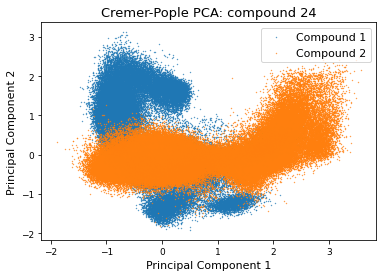 Cremer-Pople PCA: compound 24
Compound 1
Compound 2
Principal Component 2
3
2
1
0
−1
−2
−2
−1
0
1
2
3
Principal Component 1